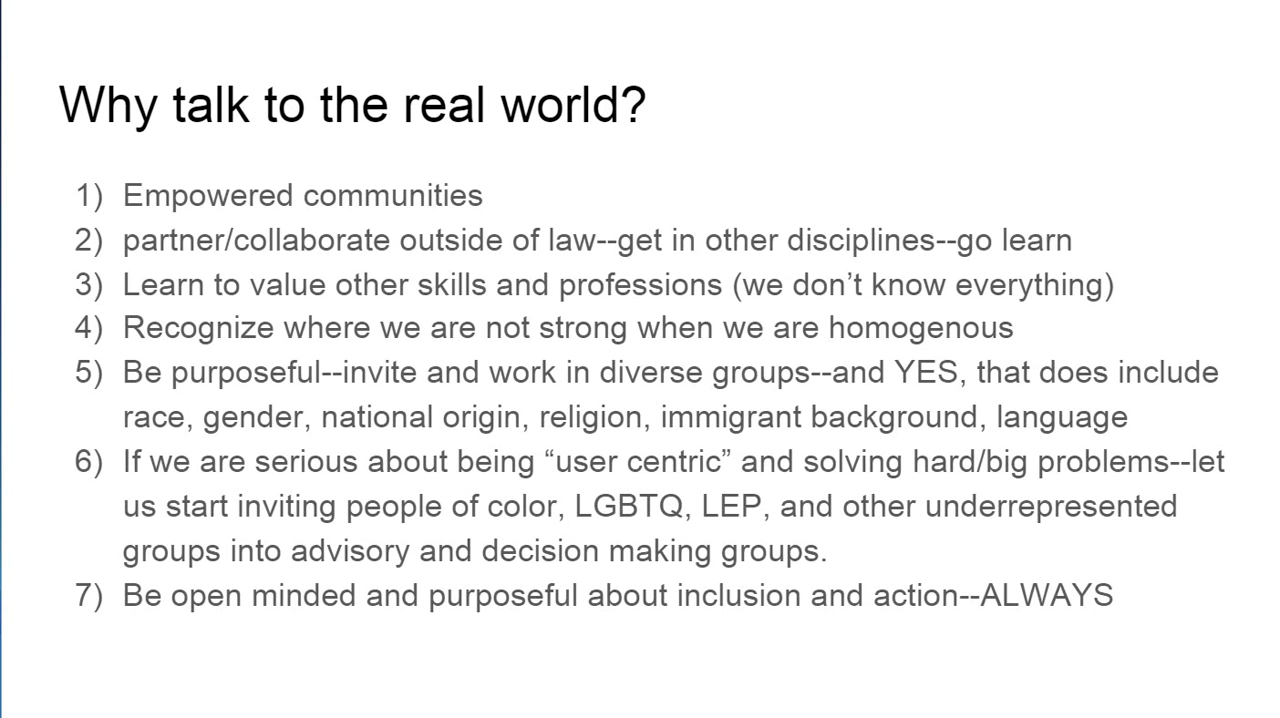 Why talk to the real world?
1) Empowered communities
2) partner/collaborate outside of law--get in other disciplines--go learn
3) Learn to value other skills and professions (we don’t know everything)
4) Recognize where we are not strong when we are homogenous
5) Be purposeful--invite and work in diverse groups--and YES, that does include
race, gender, national origin, religion, immigrant background, language
6) If we are serious about being “user centric” and solving hard/big problems--let
us start inviting people of color, LGBTQ, LEP, and other underrepresented
groups into advisory and decision making groups.
7) Be open minded and purposeful about inclusion and action--ALWAYS